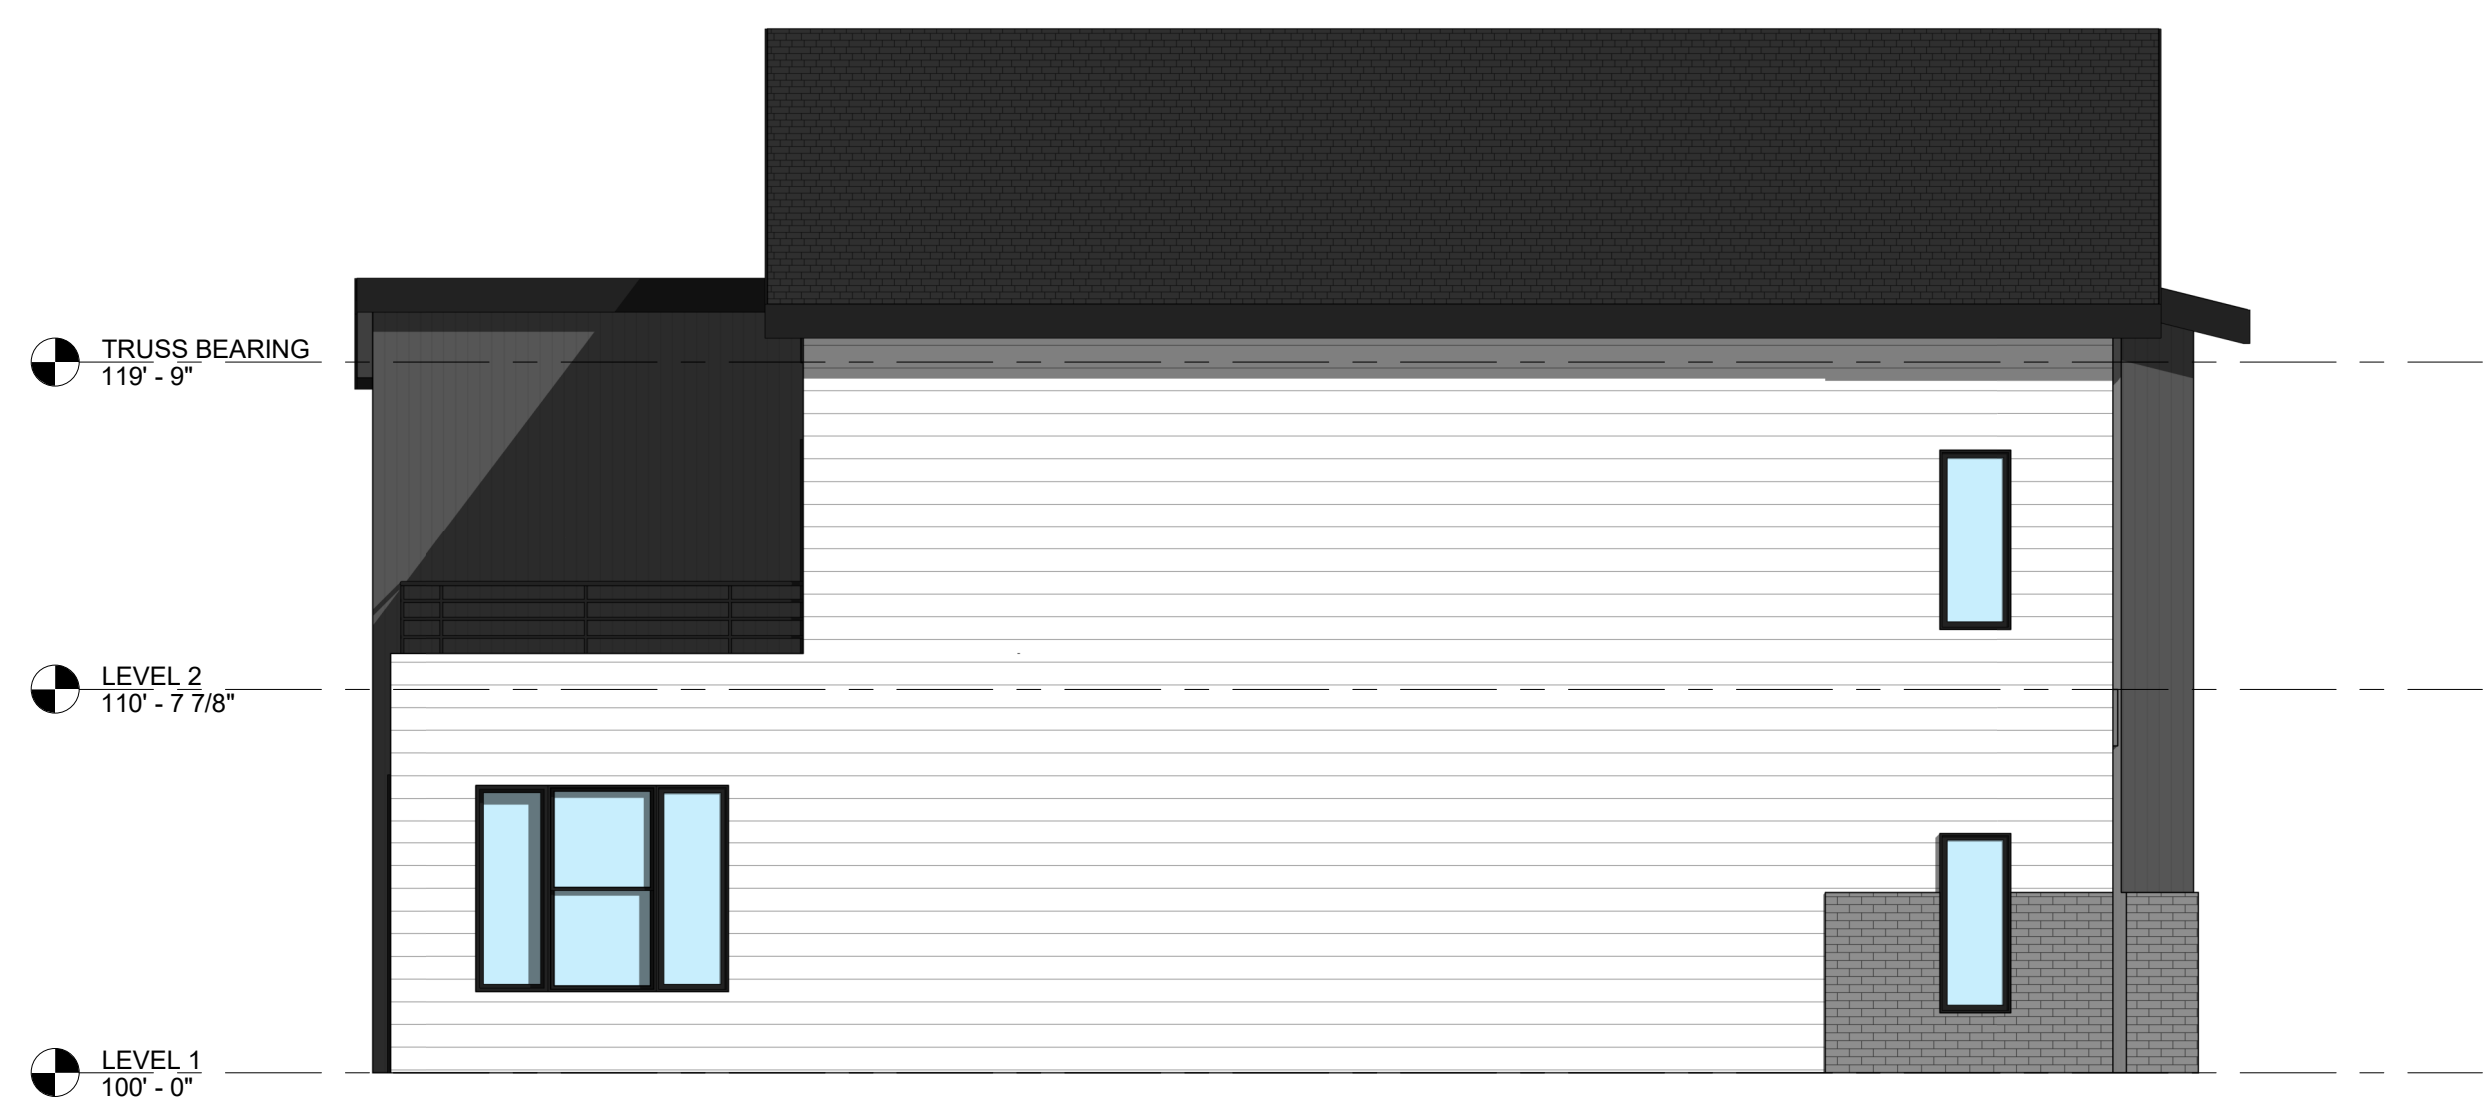 TRUSS BEARING
119' - 9"
LEVEL 2
110' - 7 7/8"
LEVEL 1
100' - 0"